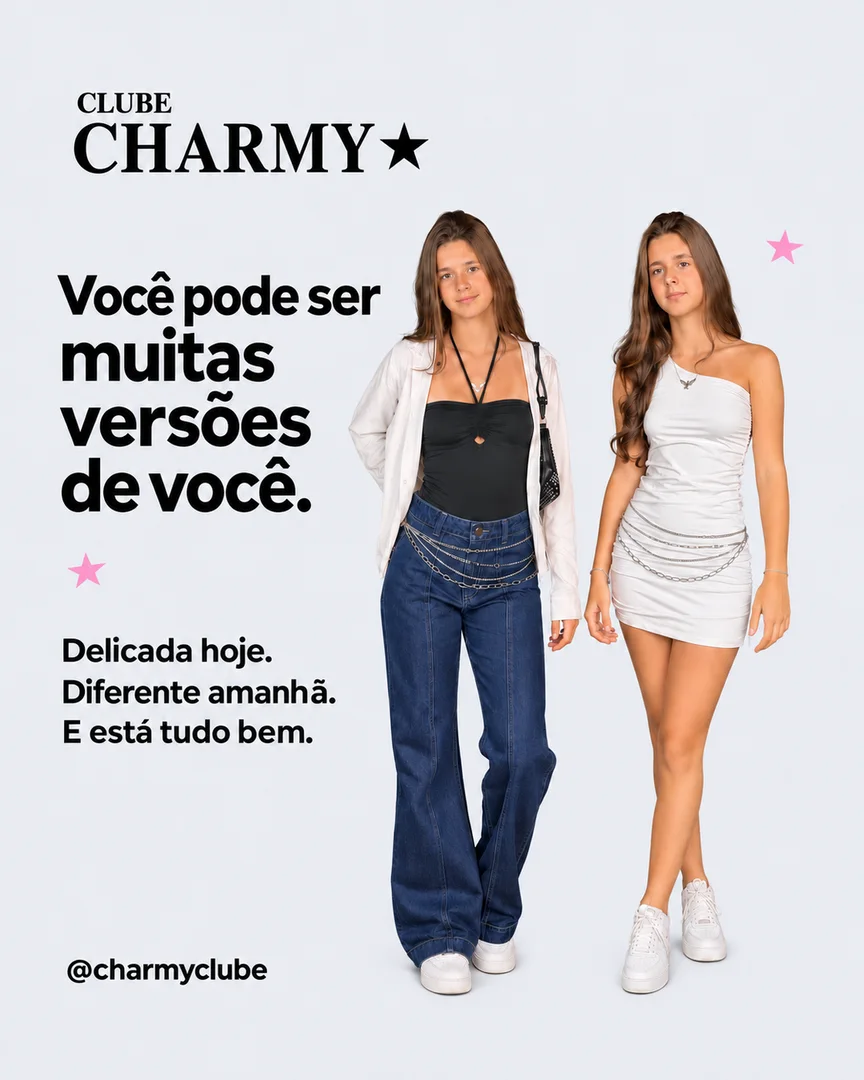 CLUBE
CHARMY★
Você pode ser
muitas
versões
de você.
Delicada hoje.
Diferente amanhã.
E está tudo bem.
@charmyclube